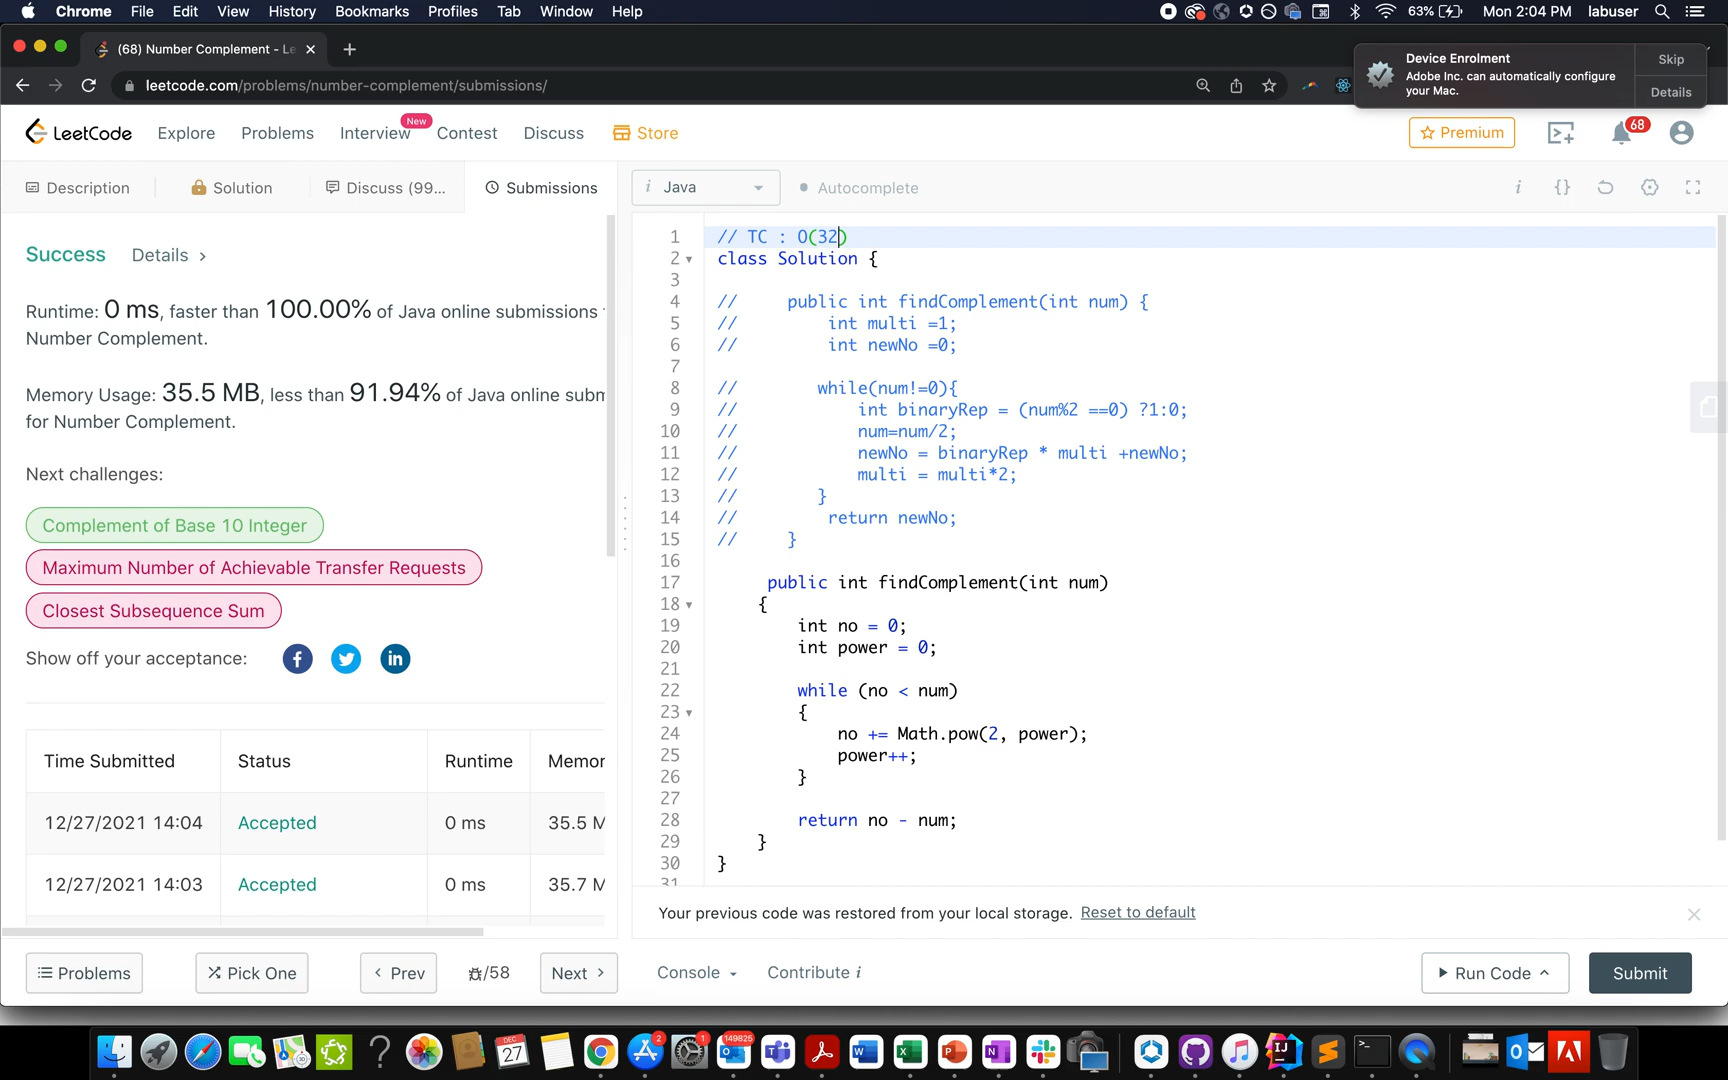 Chrome File Edit View History Bookmarks Profiles Tab Window Help 63% Mon 2:04 PM labuser
(68) Number Complement - Le
Device Enrolment
Adobe Inc. can automatically configure
your Mac.
Skip
Details
leetcode.com/problems/number-complement/submissions/
LeetCode Explore Problems Interview New Contest Discuss Store Premium 68
Description Solution Discuss (99... Submissions
i Java Autocomplete
Success Details >
Runtime: 0 ms, faster than 100.00% of Java online submissions
Number Complement.
Memory Usage: 35.5 MB, less than 91.94% of Java online subm
for Number Complement.
Next challenges:
Complement of Base 10 Integer
Maximum Number of Achievable Transfer Requests
Closest Subsequence Sum
Show off your acceptance:
Time Submitted Status Runtime Memor
12/27/2021 14:04 Accepted 0 ms 35.5 M
12/27/2021 14:03 Accepted 0 ms 35.7 M
1 // TC : O(32)
2 class Solution {
3
4 // public int findComplement(int num) {
5 // int multi =1;
6 // int newNo =0;
7
8 // while(num!=0){
9 // int binaryRep = (num%2 ==0) ?1:0;
10 // num=num/2;
11 // newNo = binaryRep * multi +newNo;
12 // multi = multi*2;
13 // }
14 // return newNo;
15 // }
16
17 public int findComplement(int num)
18 {
19 int no = 0;
20 int power = 0;
21
22 while (no < num)
23 {
24 no += Math.pow(2, power);
25 power++;
26 }
27
28 return no - num;
29 }
30 }
31
Your previous code was restored from your local storage. Reset to default
Problems Pick One < Prev /58 Next > Console Contribute i Run Code Submit
2 1 149825 DEC 27